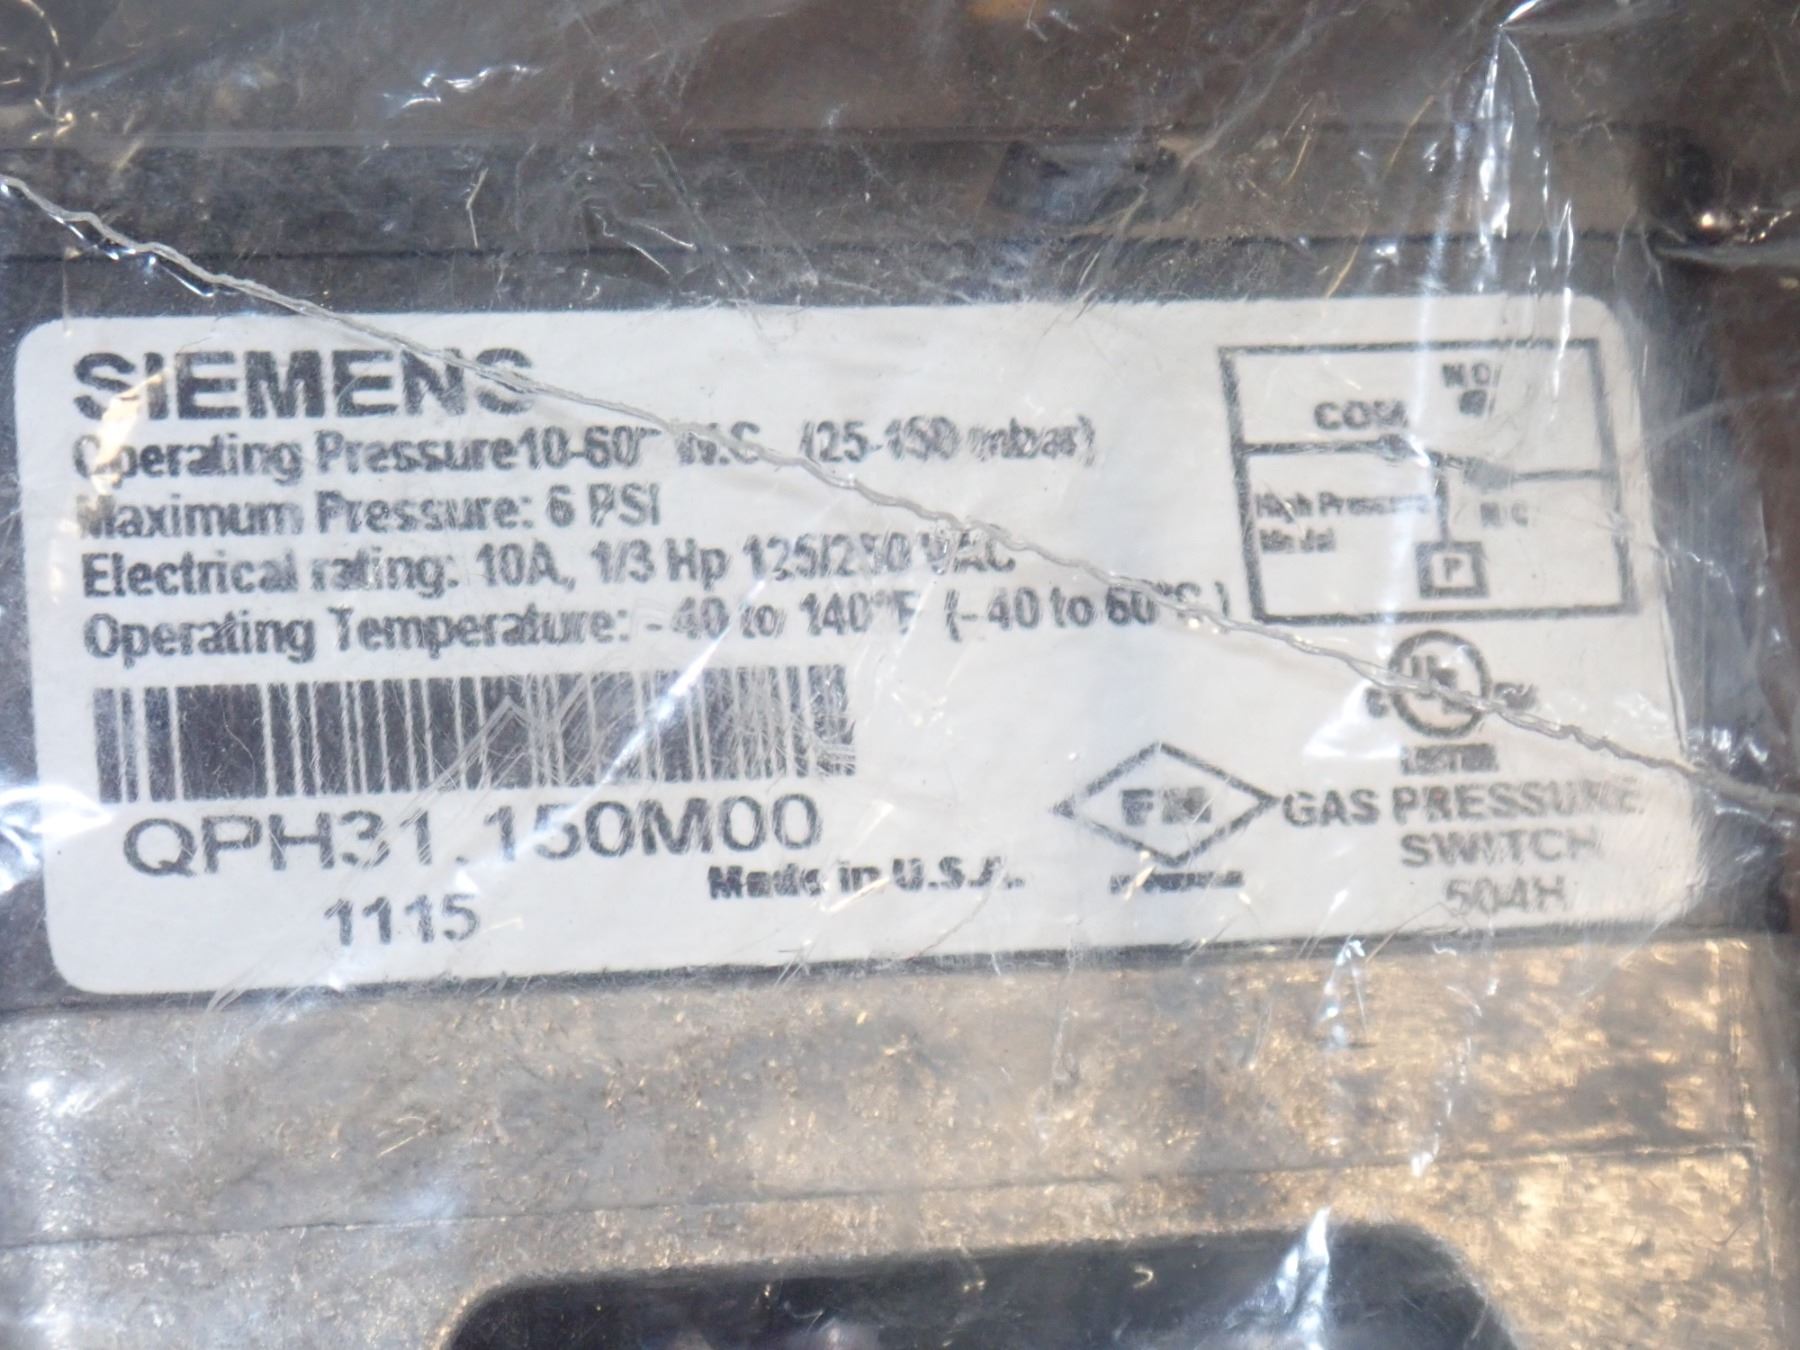 SIEMENS
Operating Pressure10-60" W.C. (25-150 mbar)
Maximum Pressure: 6 PSI
Electrical rating: 10A, 1/3 Hp 125/250 VAC
Operating Temperature: - 40 to 140°F (- 40 to 60°C )
QPH31.150M00
1115
Made in U.S.A.
COM
High Pressure
Model
P
UL
LISTED
FM
GAS PRESSURE
SWITCH
504H